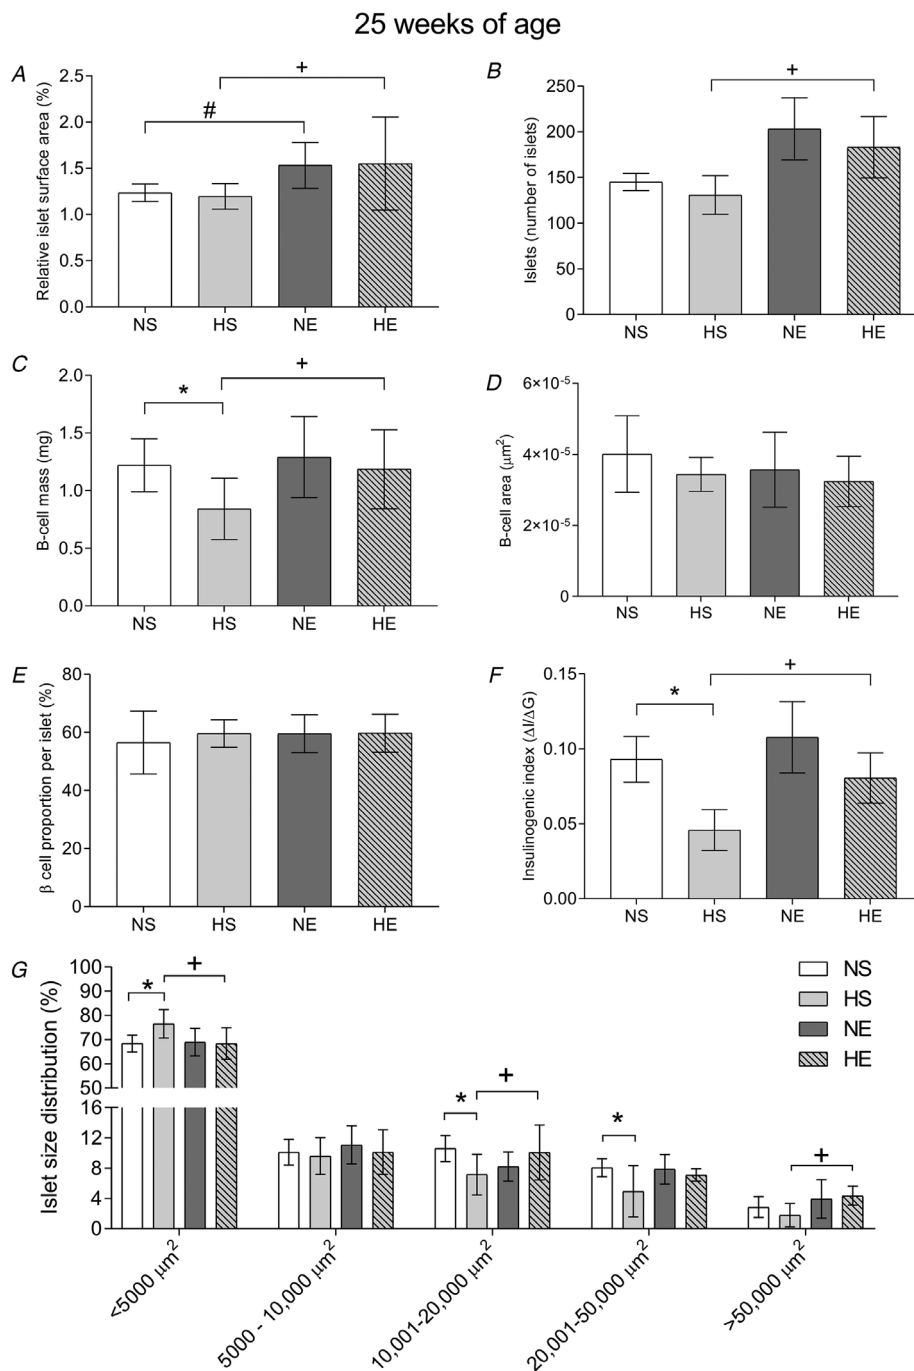 25 weeks of age
A
Relative islet surface area (%)
2.5
2.0
1.5
1.0
0.5
0.0
#
+
NS HS NE HE
B
Islets (number of islets)
250
200
150
100
50
0
+
NS HS NE HE
C
B-cell mass (mg)
2.0
1.5
1.0
0.5
0.0
*
+
NS HS NE HE
D
B-cell area (μm²)
6×10⁻⁵
4×10⁻⁵
2×10⁻⁵
0
NS HS NE HE
E
β cell proportion per islet (%)
80
60
40
20
0
NS HS NE HE
F
Insulinogenic index (ΔI/ΔG)
0.15
0.10
0.05
0.00
*
+
NS HS NE HE
G
Islet size distribution (%)
100
90
80
70
60
50
16
12
8
4
0
* +
* +
*
+
<5000 μm²
5000 - 10,000 μm²
10,001-20,000 μm²
20,001-50,000 μm²
>50,000 μm²
NS
HS
NE
HE